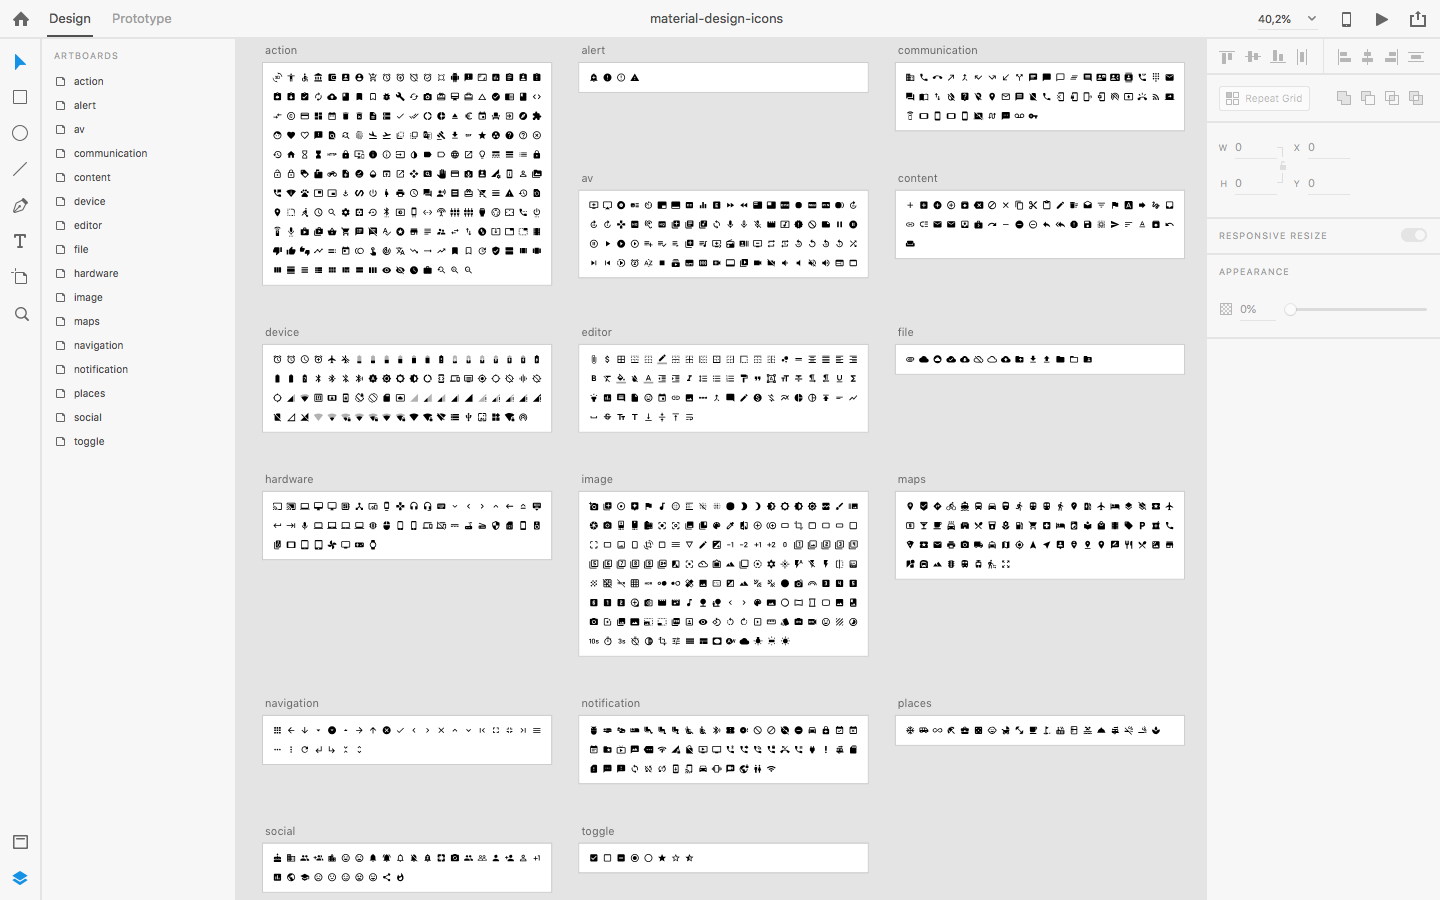 Design
Prototype
material-design-icons
40,2%
ARTBOARDS
action
alert
av
communication
content
device
editor
file
hardware
image
maps
navigation
notification
places
social
toggle
action
alert
communication
av
content
device
editor
file
hardware
image
maps
navigation
notification
places
social
toggle
Repeat Grid
W 0
X 0
H 0
Y 0
RESPONSIVE RESIZE
APPEARANCE
0%